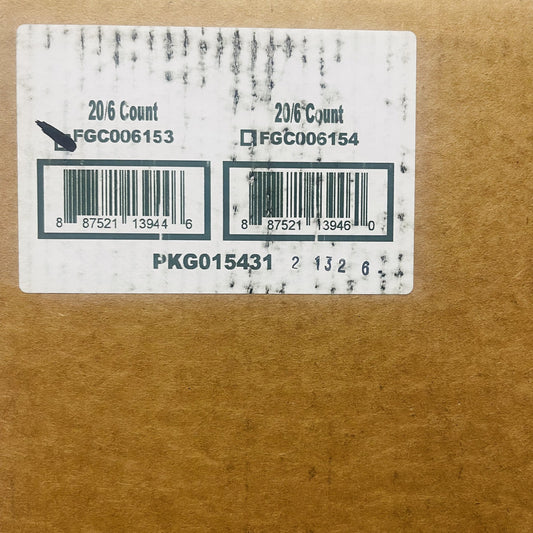 20/6 Count
FGC006153
8 87521 13944 6
20/6 Count
FGC006154
8 87521 13946 0
PKG015431 2 132 6